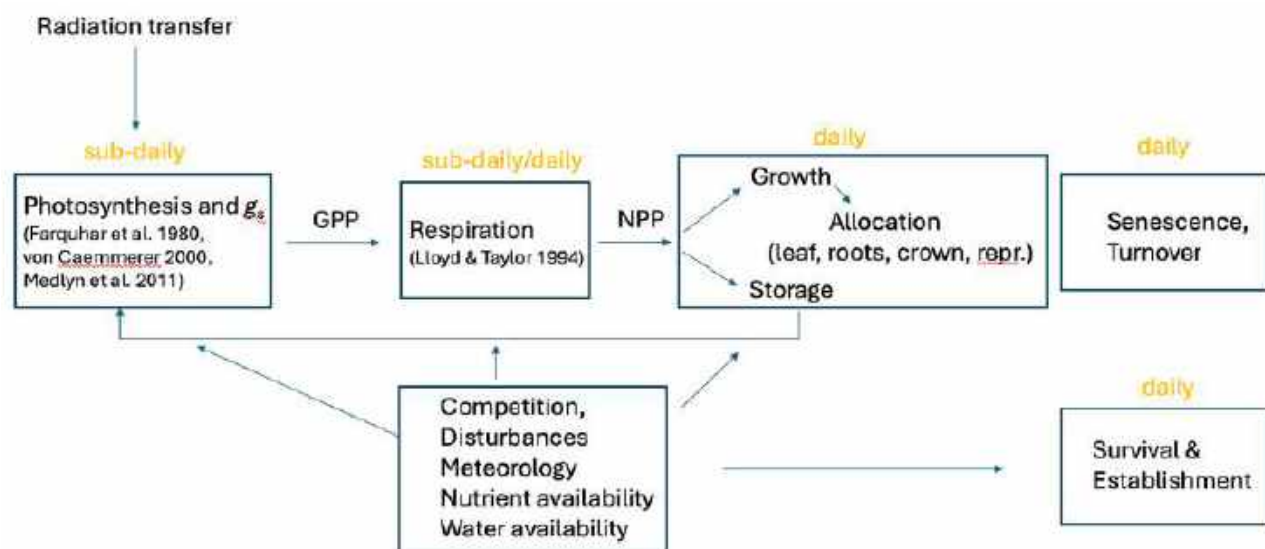 Radiation transfer
sub-daily
Photosynthesis and gs
(Farquhar et al. 1980,
von Caemmerer 2000,
Medlyn et al. 2011)
GPP
sub-daily/daily
Respiration
(Lloyd & Taylor 1994)
NPP
daily
Growth
Allocation
(leaf, roots, crown, repr.)
Storage
daily
Senescence,
Turnover
Competition,
Disturbances
Meteorology
Nutrient availability
Water availability
daily
Survival &
Establishment